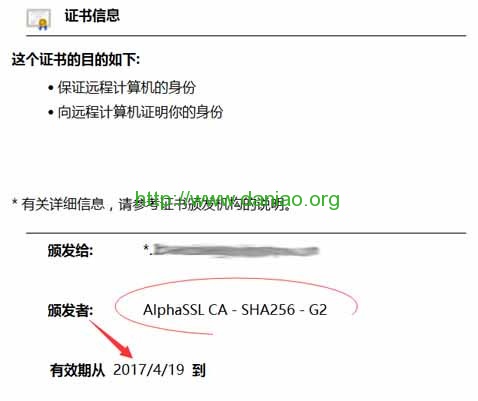 证书信息
这个证书的目的如下:
• 保证远程计算机的身份
• 向远程计算机证明你的身份
* 有关详细信息，请参考证书颁发机构的说明。
http://www.daniao.org
颁发给: *.
颁发者: AlphaSSL CA - SHA256 - G2
有效期从 2017/4/19 到